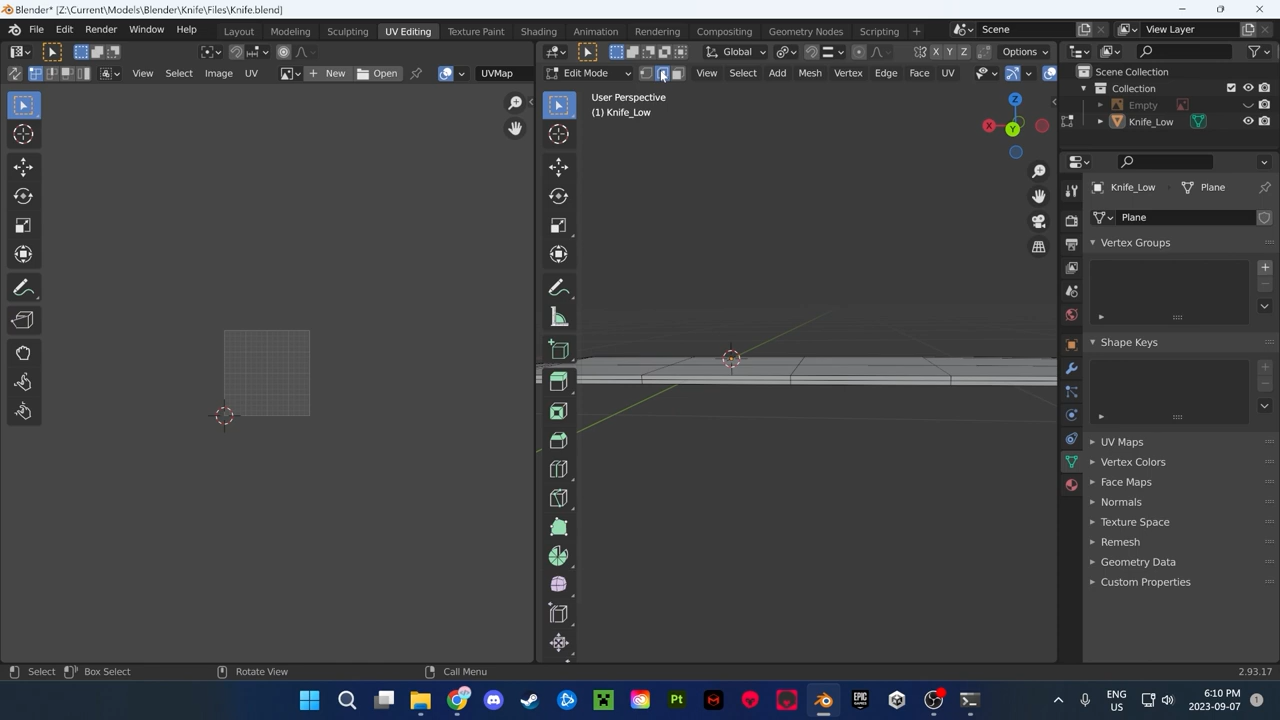 Blender* [Z:\Current\Models\Blender\Knife\Files\Knife.blend]
File Edit Render Window Help Layout Modeling Sculpting UV Editing Texture Paint Shading Animation Rendering Compositing Geometry Nodes Scripting + Scene View Layer
Global X Y Z Options
View Select Image UV New Open UVMap Edit Mode View Select Add Mesh Vertex Edge Face UV
Scene Collection
Collection
Empty
Knife_Low
User Perspective
(1) Knife_Low
Z
X
Y
Knife_Low Plane
Plane
Vertex Groups
Shape Keys
UV Maps
Vertex Colors
Face Maps
Normals
Texture Space
Remesh
Geometry Data
Custom Properties
Select Box Select Rotate View Call Menu 2.93.17
Pt
EPIC GAMES
ENG
US
6:10 PM
2023-09-07
1